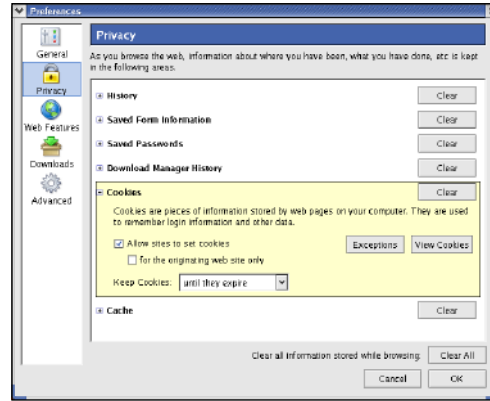 Preferences
General
Privacy
Web Features
Downloads
Advanced
Privacy
As you browse the web, information about where you have been, what you have done, etc is kept
in the following areas.
History Clear
Saved Form Information Clear
Saved Passwords Clear
Download Manager History Clear
Cookies Clear
Cookies are pieces of information stored by web pages on your computer. They are used
to remember login information and other data.
Allow sites to set cookies Exceptions View Cookies
for the originating web site only
Keep Cookies: until they expire
Cache Clear
Clear all information stored while browsing: Clear All
Cancel OK